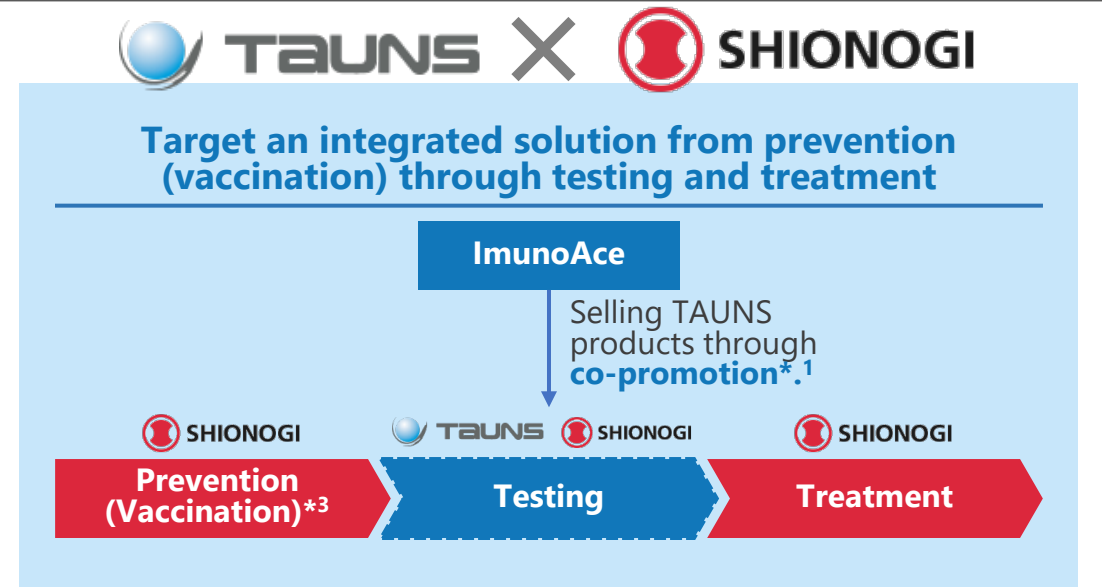 TAUNS × SHIONOGI
Target an integrated solution from prevention
(vaccination) through testing and treatment
ImunoAce
Selling TAUNS
products through
co-promotion*.¹
SHIONOGI
TAUNS SHIONOGI
SHIONOGI
Prevention
(Vaccination)*³
Testing
Treatment